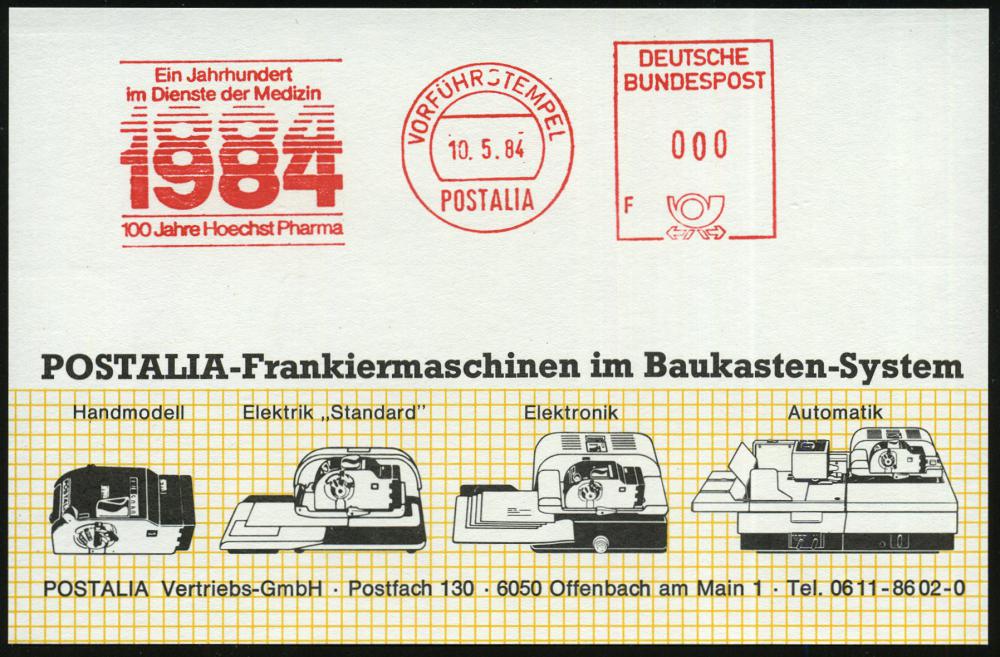 Ein Jahrhundert
im Dienste der Medizin
1984
1984
100 Jahre Hoechst Pharma
VORFÜHRSTEMPEL
10. 5. 84
POSTALIA
DEUTSCHE
BUNDESPOST
000
F
POSTALIA-Frankiermaschinen im Baukasten-System
Handmodell
Elektrik „Standard”
Elektronik
Automatik
POSTALIA
POSTALIA Vertriebs-GmbH · Postfach 130 · 6050 Offenbach am Main 1 · Tel. 0611-8602-0